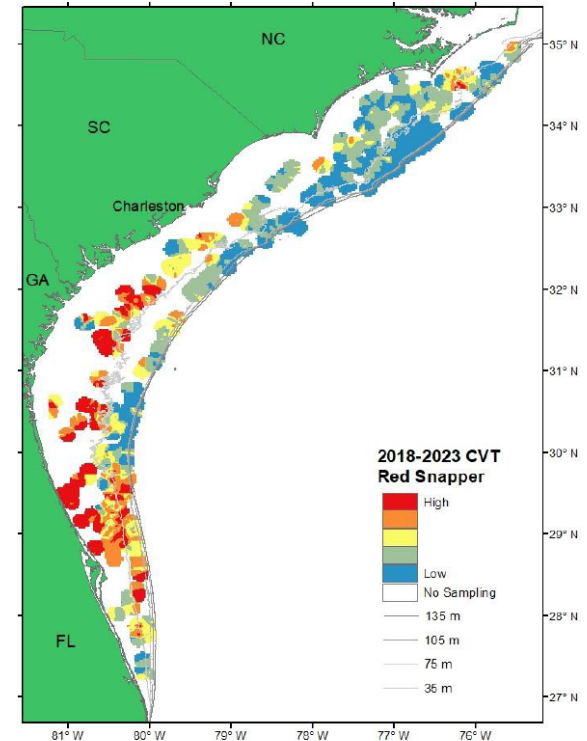 NC
35° N
SC
34° N
Charleston
33° N
GA
32° N
31° N
30° N
2018-2023 CVT
Red Snapper
High
Low
No Sampling
135 m
105 m
75 m
35 m
29° N
28° N
FL
27° N
81° W
80° W
79° W
78° W
77° W
76° W